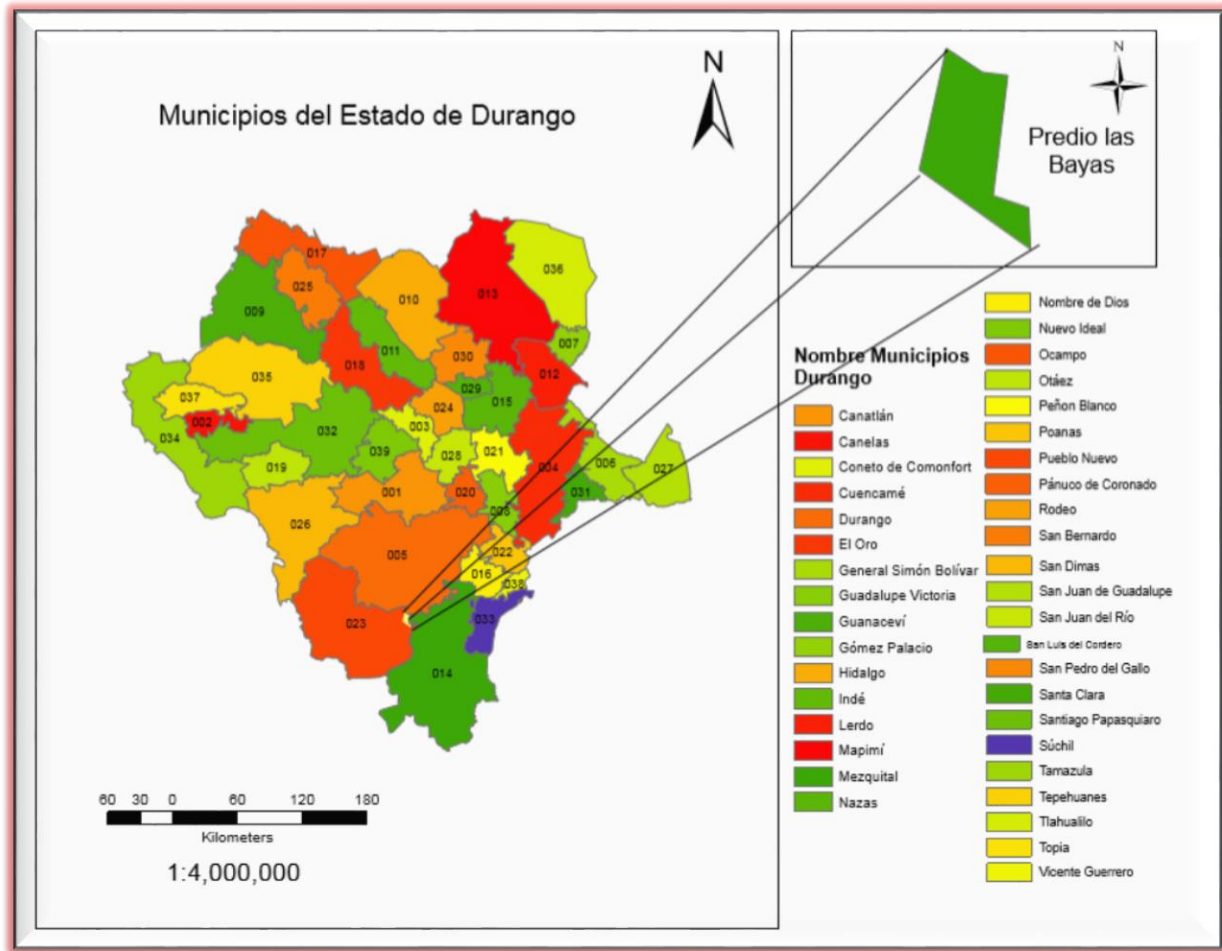 Municipios del Estado de Durango
N
017
025
009
010
013
036
007
011
018
030
012
035
029
037
015
002
024
003
034
032
021
039
028
004
006
027
019
031
001
020
008
026
005
022
016
038
033
023
014
60 30 0 60 120 180
Kilometers
1:4,000,000
N
Predio las
Bayas
Nombre Municipios
Durango
Canatlán
Canelas
Coneto de Comonfort
Cuencamé
Durango
El Oro
General Simón Bolívar
Guadalupe Victoria
Guanaceví
Gómez Palacio
Hidalgo
Indé
Lerdo
Mapimí
Mezquital
Nazas
Nombre de Dios
Nuevo Ideal
Ocampo
Otáez
Peñon Blanco
Poanas
Pueblo Nuevo
Pánuco de Coronado
Rodeo
San Bernardo
San Dimas
San Juan de Guadalupe
San Juan del Río
San Luis del Cordero
San Pedro del Gallo
Santa Clara
Santiago Papasquiaro
Súchil
Tamazula
Tepehuanes
Tlahualilo
Topia
Vicente Guerrero